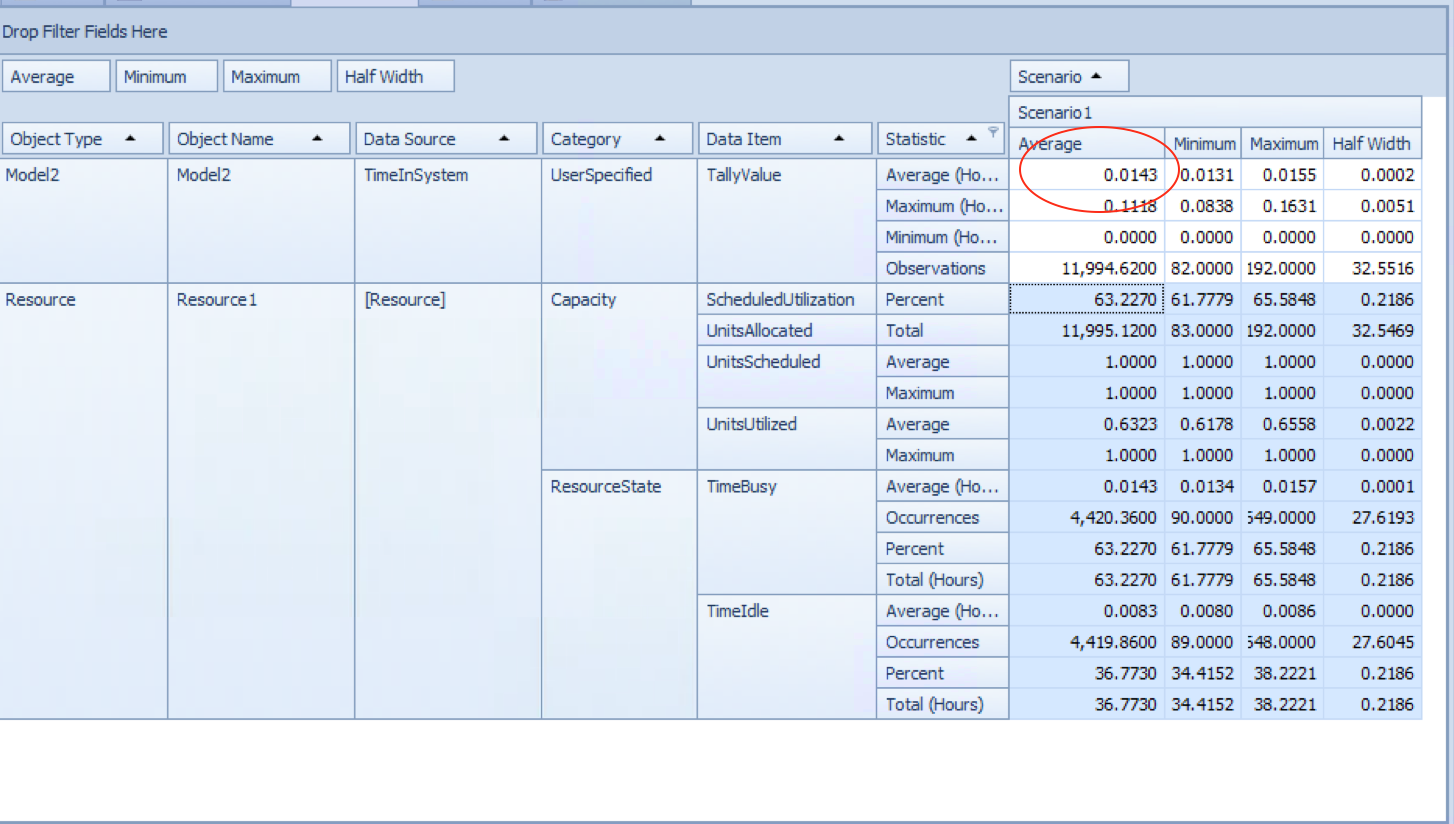 Drop Filter Fields Here
Average Minimum Maximum Half Width Scenario
Scenario1
Object Type Object Name Data Source Category Data Item Statistic Average Minimum Maximum Half Width
Model2 Model2 TimeInSystem UserSpecified TallyValue Average (Ho... 0.0143 0.0131 0.0155 0.0002
Maximum (Ho... 0.1118 0.0838 0.1631 0.0051
Minimum (Ho... 0.0000 0.0000 0.0000 0.0000
Observations 11,994.6200 82.0000 192.0000 32.5516
Resource Resource1 [Resource] Capacity ScheduledUtilization Percent 63.2270 61.7779 65.5848 0.2186
UnitsAllocated Total 11,995.1200 83.0000 192.0000 32.5469
UnitsScheduled Average 1.0000 1.0000 1.0000 0.0000
Maximum 1.0000 1.0000 1.0000 0.0000
UnitsUtilized Average 0.6323 0.6178 0.6558 0.0022
Maximum 1.0000 1.0000 1.0000 0.0000
ResourceState TimeBusy Average (Ho... 0.0143 0.0134 0.0157 0.0001
Occurrences 4,420.3600 90.0000 549.0000 27.6193
Percent 63.2270 61.7779 65.5848 0.2186
Total (Hours) 63.2270 61.7779 65.5848 0.2186
TimeIdle Average (Ho... 0.0083 0.0080 0.0086 0.0000
Occurrences 4,419.8600 89.0000 548.0000 27.6045
Percent 36.7730 34.4152 38.2221 0.2186
Total (Hours) 36.7730 34.4152 38.2221 0.2186